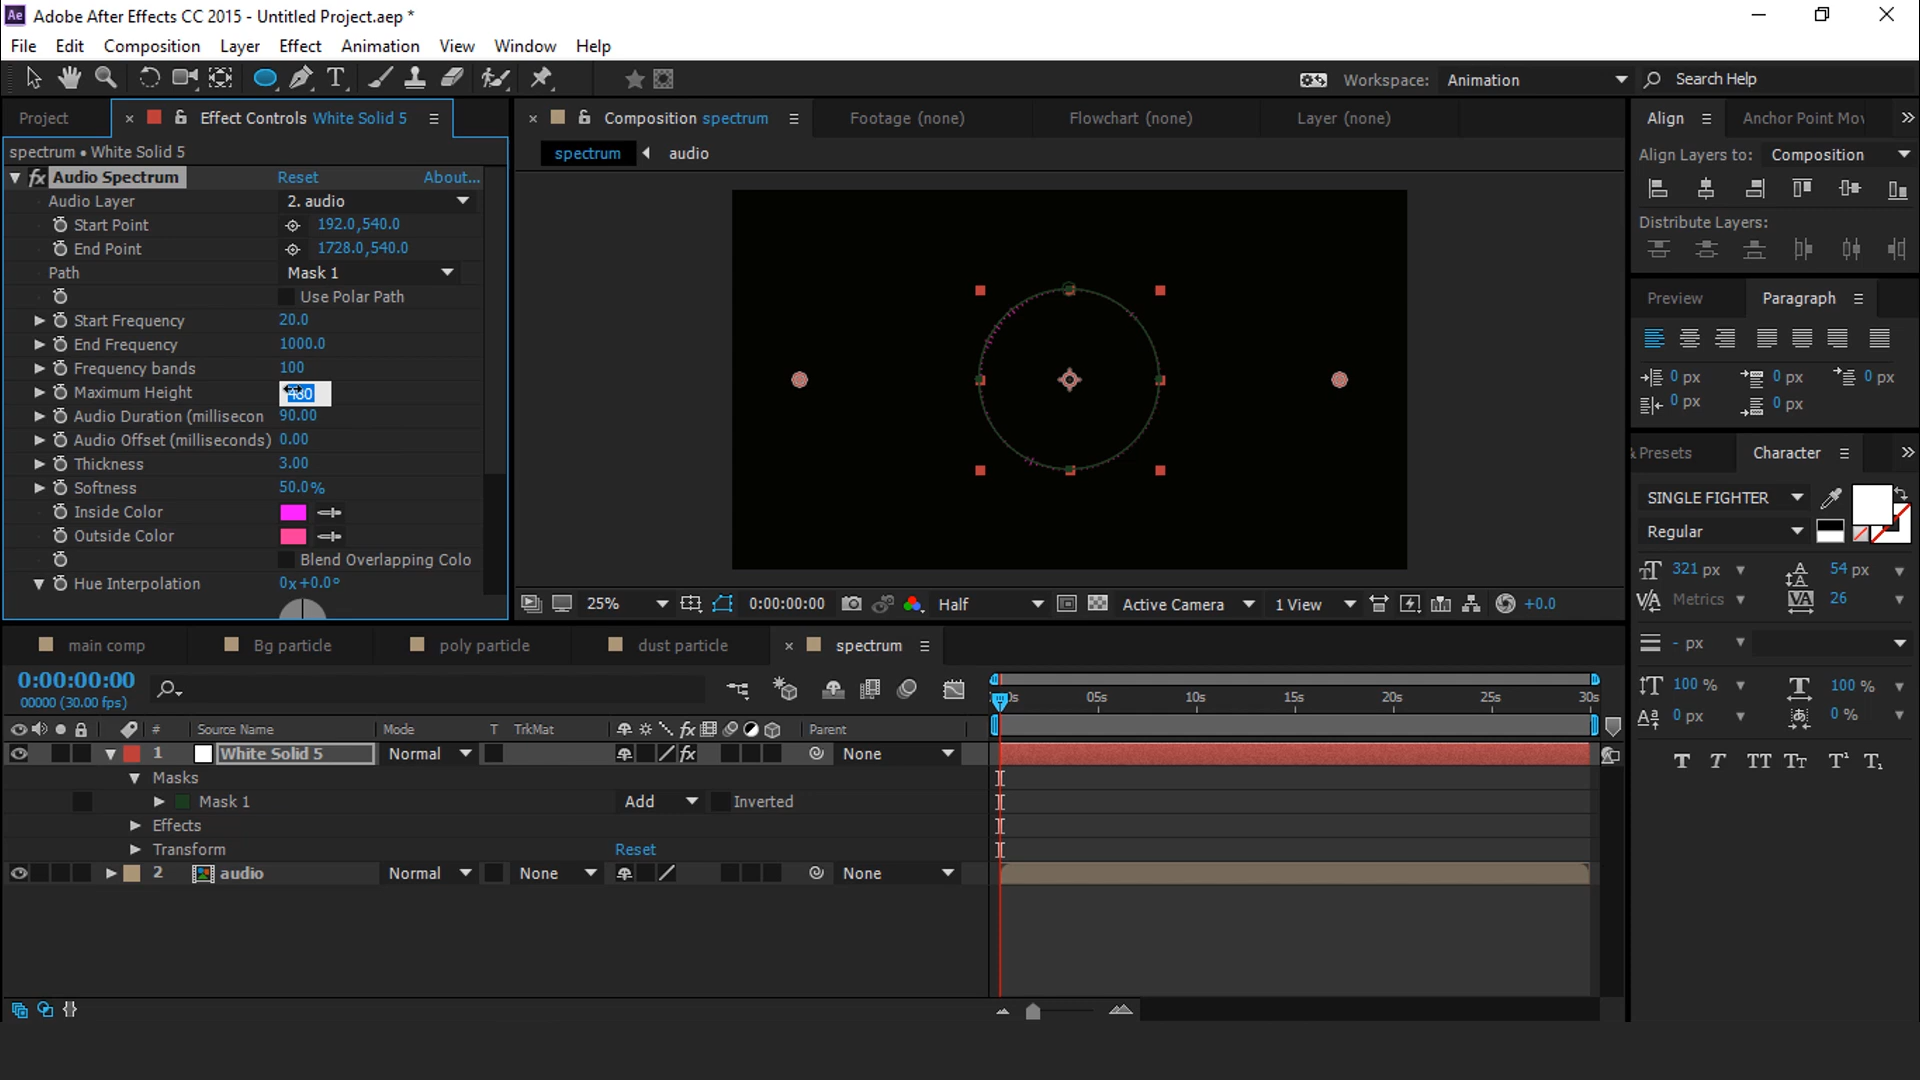 Adobe After Effects CC 2015 - Untitled Project.aep *
File Edit Composition Layer Effect Animation View Window Help
Workspace: Animation Search Help
Project Effect Controls White Solid 5
Composition spectrum Footage (none) Flowchart (none) Layer (none)
Align Anchor Point Mov
spectrum • White Solid 5
spectrum audio
Align Layers to: Composition
Audio Spectrum Reset About...
Audio Layer 2. audio
Start Point 192.0,540.0
End Point 1728.0,540.0
Path Mask 1
Use Polar Path
Start Frequency 20.0
End Frequency 1000.0
Frequency bands 100
Maximum Height
Audio Duration (millisecon 90.00
Audio Offset (milliseconds) 0.00
Thickness 3.00
Softness 50.0%
Inside Color
Outside Color
Blend Overlapping Colo
Hue Interpolation 0x+0.0°
Distribute Layers:
Preview Paragraph
0 px 0 px 0 px
0 px 0 px
& Presets Character
SINGLE FIGHTER
Regular
321 px 54 px
Metrics 26
- px
100 % 100 %
0 px 0 %
T T TT TT T¹ T₁
25% 0:00:00:00 Half Active Camera 1 View +0.0
main comp Bg particle poly particle dust particle spectrum
0:00:00:00
00000 (30.00 fps)
05s 10s 15s 20s 25s 30s
# Source Name Mode T TrkMat Parent
1 White Solid 5 Normal None
Masks
Mask 1 Add Inverted
Effects
Transform Reset
2 audio Normal None None